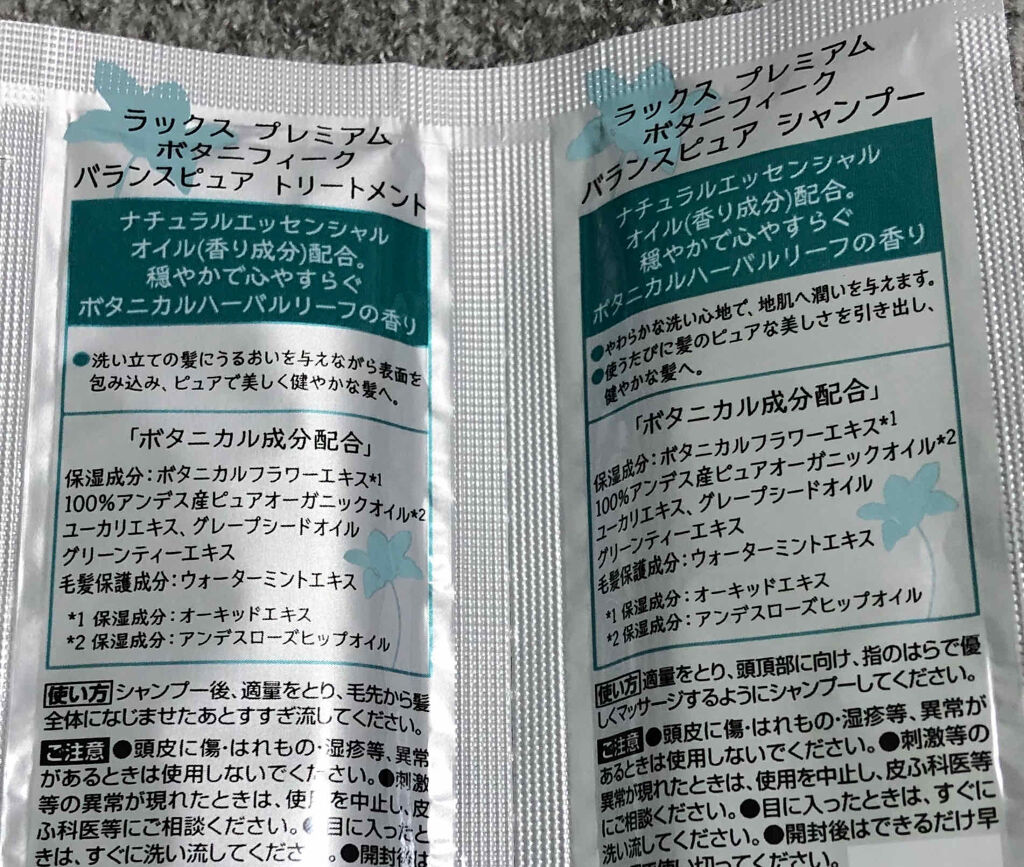 ラックス プレミアム
ボタニフィーク
バランスピュア トリートメント
ナチュラルエッセンシャル
オイル(香り成分)配合。
穏やかで心やすらぐ
ボタニカルハーバルリーフの香り
●洗い立ての髪にうるおいを与えながら表面を
包み込み、ピュアで美しく健やかな髪へ。
「ボタニカル成分配合」
保湿成分:ボタニカルフラワーエキス*1
100%アンデス産ピュアオーガニックオイル*2
ユーカリエキス、グレープシードオイル
グリーンティーエキス
毛髪保護成分:ウォーターミントエキス
*1 保湿成分:オーキッドエキス
*2 保湿成分:アンデスローズヒップオイル
使い方 シャンプー後、適量をとり、毛先から髪
全体になじませたあとすすぎ流してください。
ご注意 ●頭皮に傷・はれもの・湿疹等、異常
があるときは使用しないでください。●刺激
等の異常が現れたときは、使用を中止し、皮
ふ科医等にご相談ください。●目に入ったと
きは、すぐに洗い流してくださ。●開封後は
ラックス プレミアム
ボタニフィーク
バランスピュア シャンプー
ナチュラルエッセンシャル
オイル(香り成分)配合。
穏やかで心やすらぐ
ボタニカルハーバルリーフの香り
●やわらかな洗い心地で、地肌へ潤いを与えます。
●使うたびに髪のピュアな美しさを引き出し、
健やかな髪へ。
「ボタニカル成分配合」
保湿成分:ボタニカルフラワーエキス*1
100%アンデス産ピュアオーガニックオイル*2
ユーカリエキス、グレープシードオイル
グリーンティーエキス
毛髪保護成分:ウォーターミントエキス
*1 保湿成分:オーキッドエキス
*2 保湿成分:アンデスローズヒップオイル
使い方 適量をとり、頭頂部に向け、指のはらで優
しくマッサージするようにシャンプーしてください。
ご注意 ●頭皮に傷・はれもの・湿疹等、異常が
あるときは使用しないでください。●刺激等の
異常が現れたときは、使用を中止し、皮ふ科医等
にご相談ください。●目に入ったときは、すぐに
洗い流してください。●開封後はできるだけ早
使い切ってください。